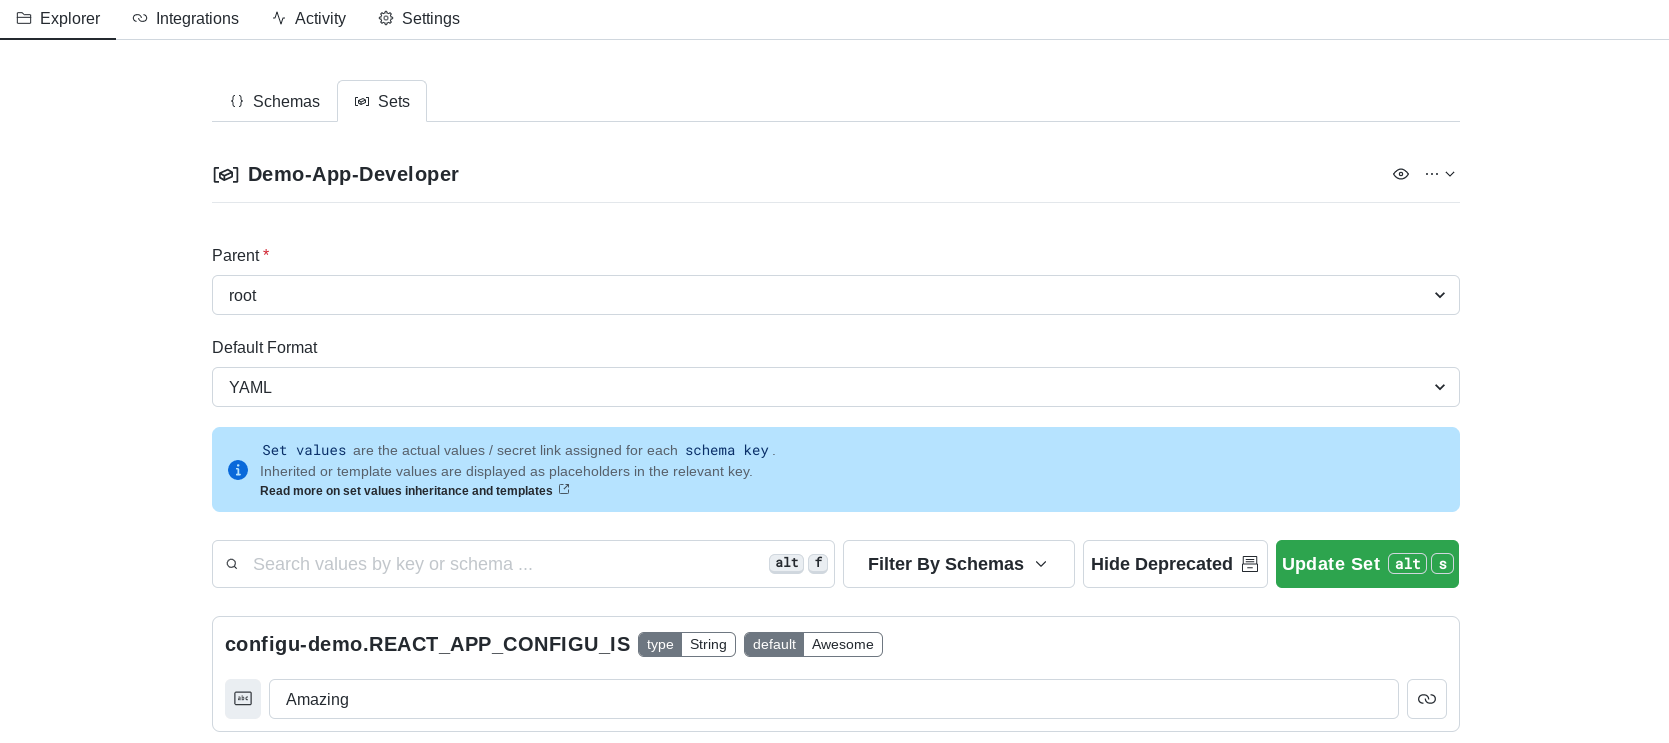 Explorer Integrations Activity Settings
Schemas Sets
Demo-App-Developer
Parent *
root
Default Format
YAML
Set values are the actual values / secret link assigned for each schema key.
Inherited or template values are displayed as placeholders in the relevant key.
Read more on set values inheritance and templates
Search values by key or schema ... alt f Filter By Schemas Hide Deprecated Update Set alt s
configu-demo.REACT_APP_CONFIGU_IS type String default Awesome
abc Amazing